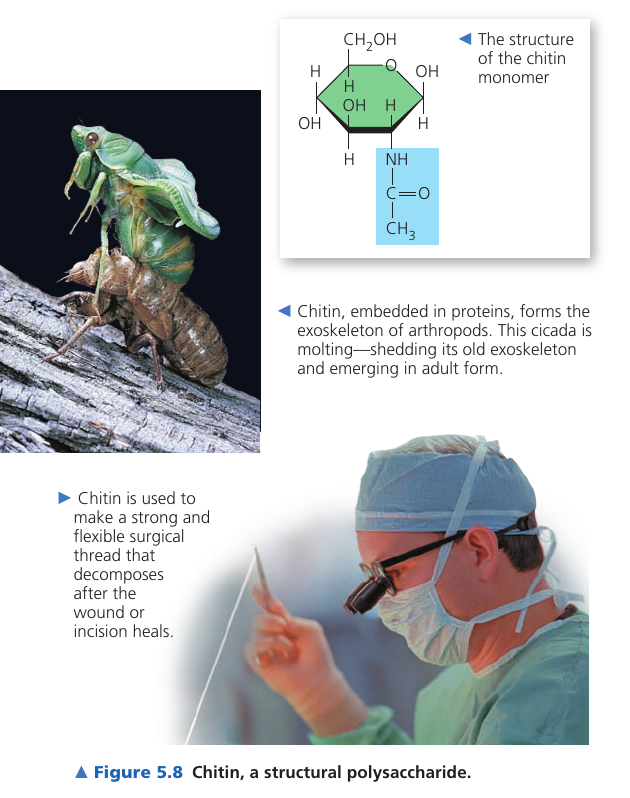 CH2OH
O
H
OH
H
OH
H
OH
H
H
NH
C=O
CH3
◀ The structure
of the chitin
monomer
◀ Chitin, embedded in proteins, forms the
exoskeleton of arthropods. This cicada is
molting—shedding its old exoskeleton
and emerging in adult form.
▶ Chitin is used to
make a strong and
flexible surgical
thread that
decomposes
after the
wound or
incision heals.
▲ Figure 5.8 Chitin, a structural polysaccharide.